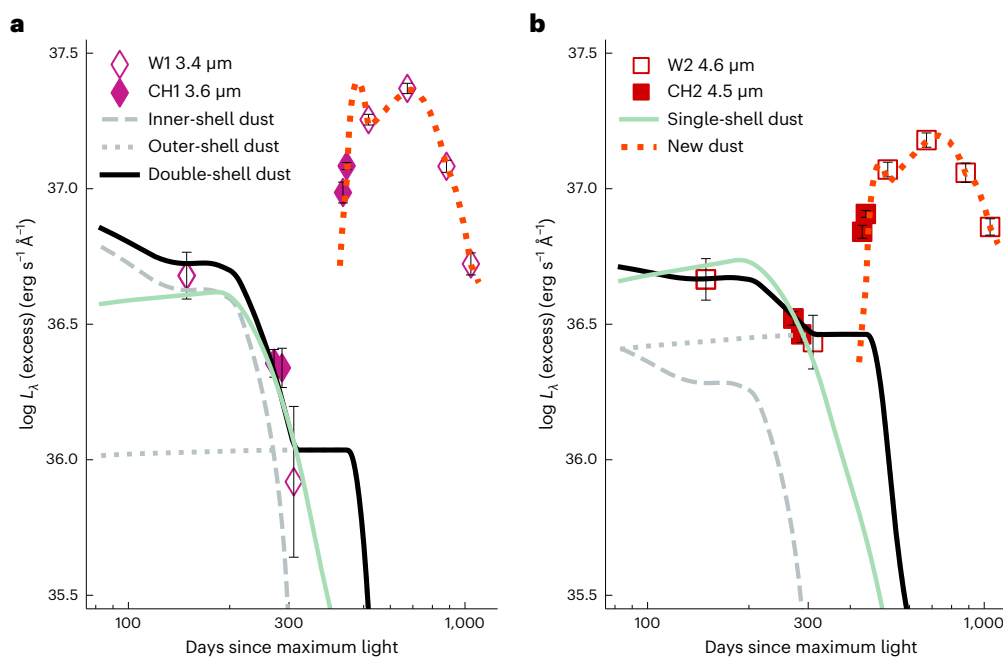 a
37.5
37.0
36.5
36.0
35.5
log Lλ (excess) (erg s⁻¹ Å⁻¹)
W1 3.4 µm
CH1 3.6 µm
Inner-shell dust
Outer-shell dust
Double-shell dust
100
300
1,000
Days since maximum light
b
37.5
37.0
36.5
36.0
35.5
log Lλ (excess) (erg s⁻¹ Å⁻¹)
W2 4.6 µm
CH2 4.5 µm
Single-shell dust
New dust
100
300
1,000
Days since maximum light